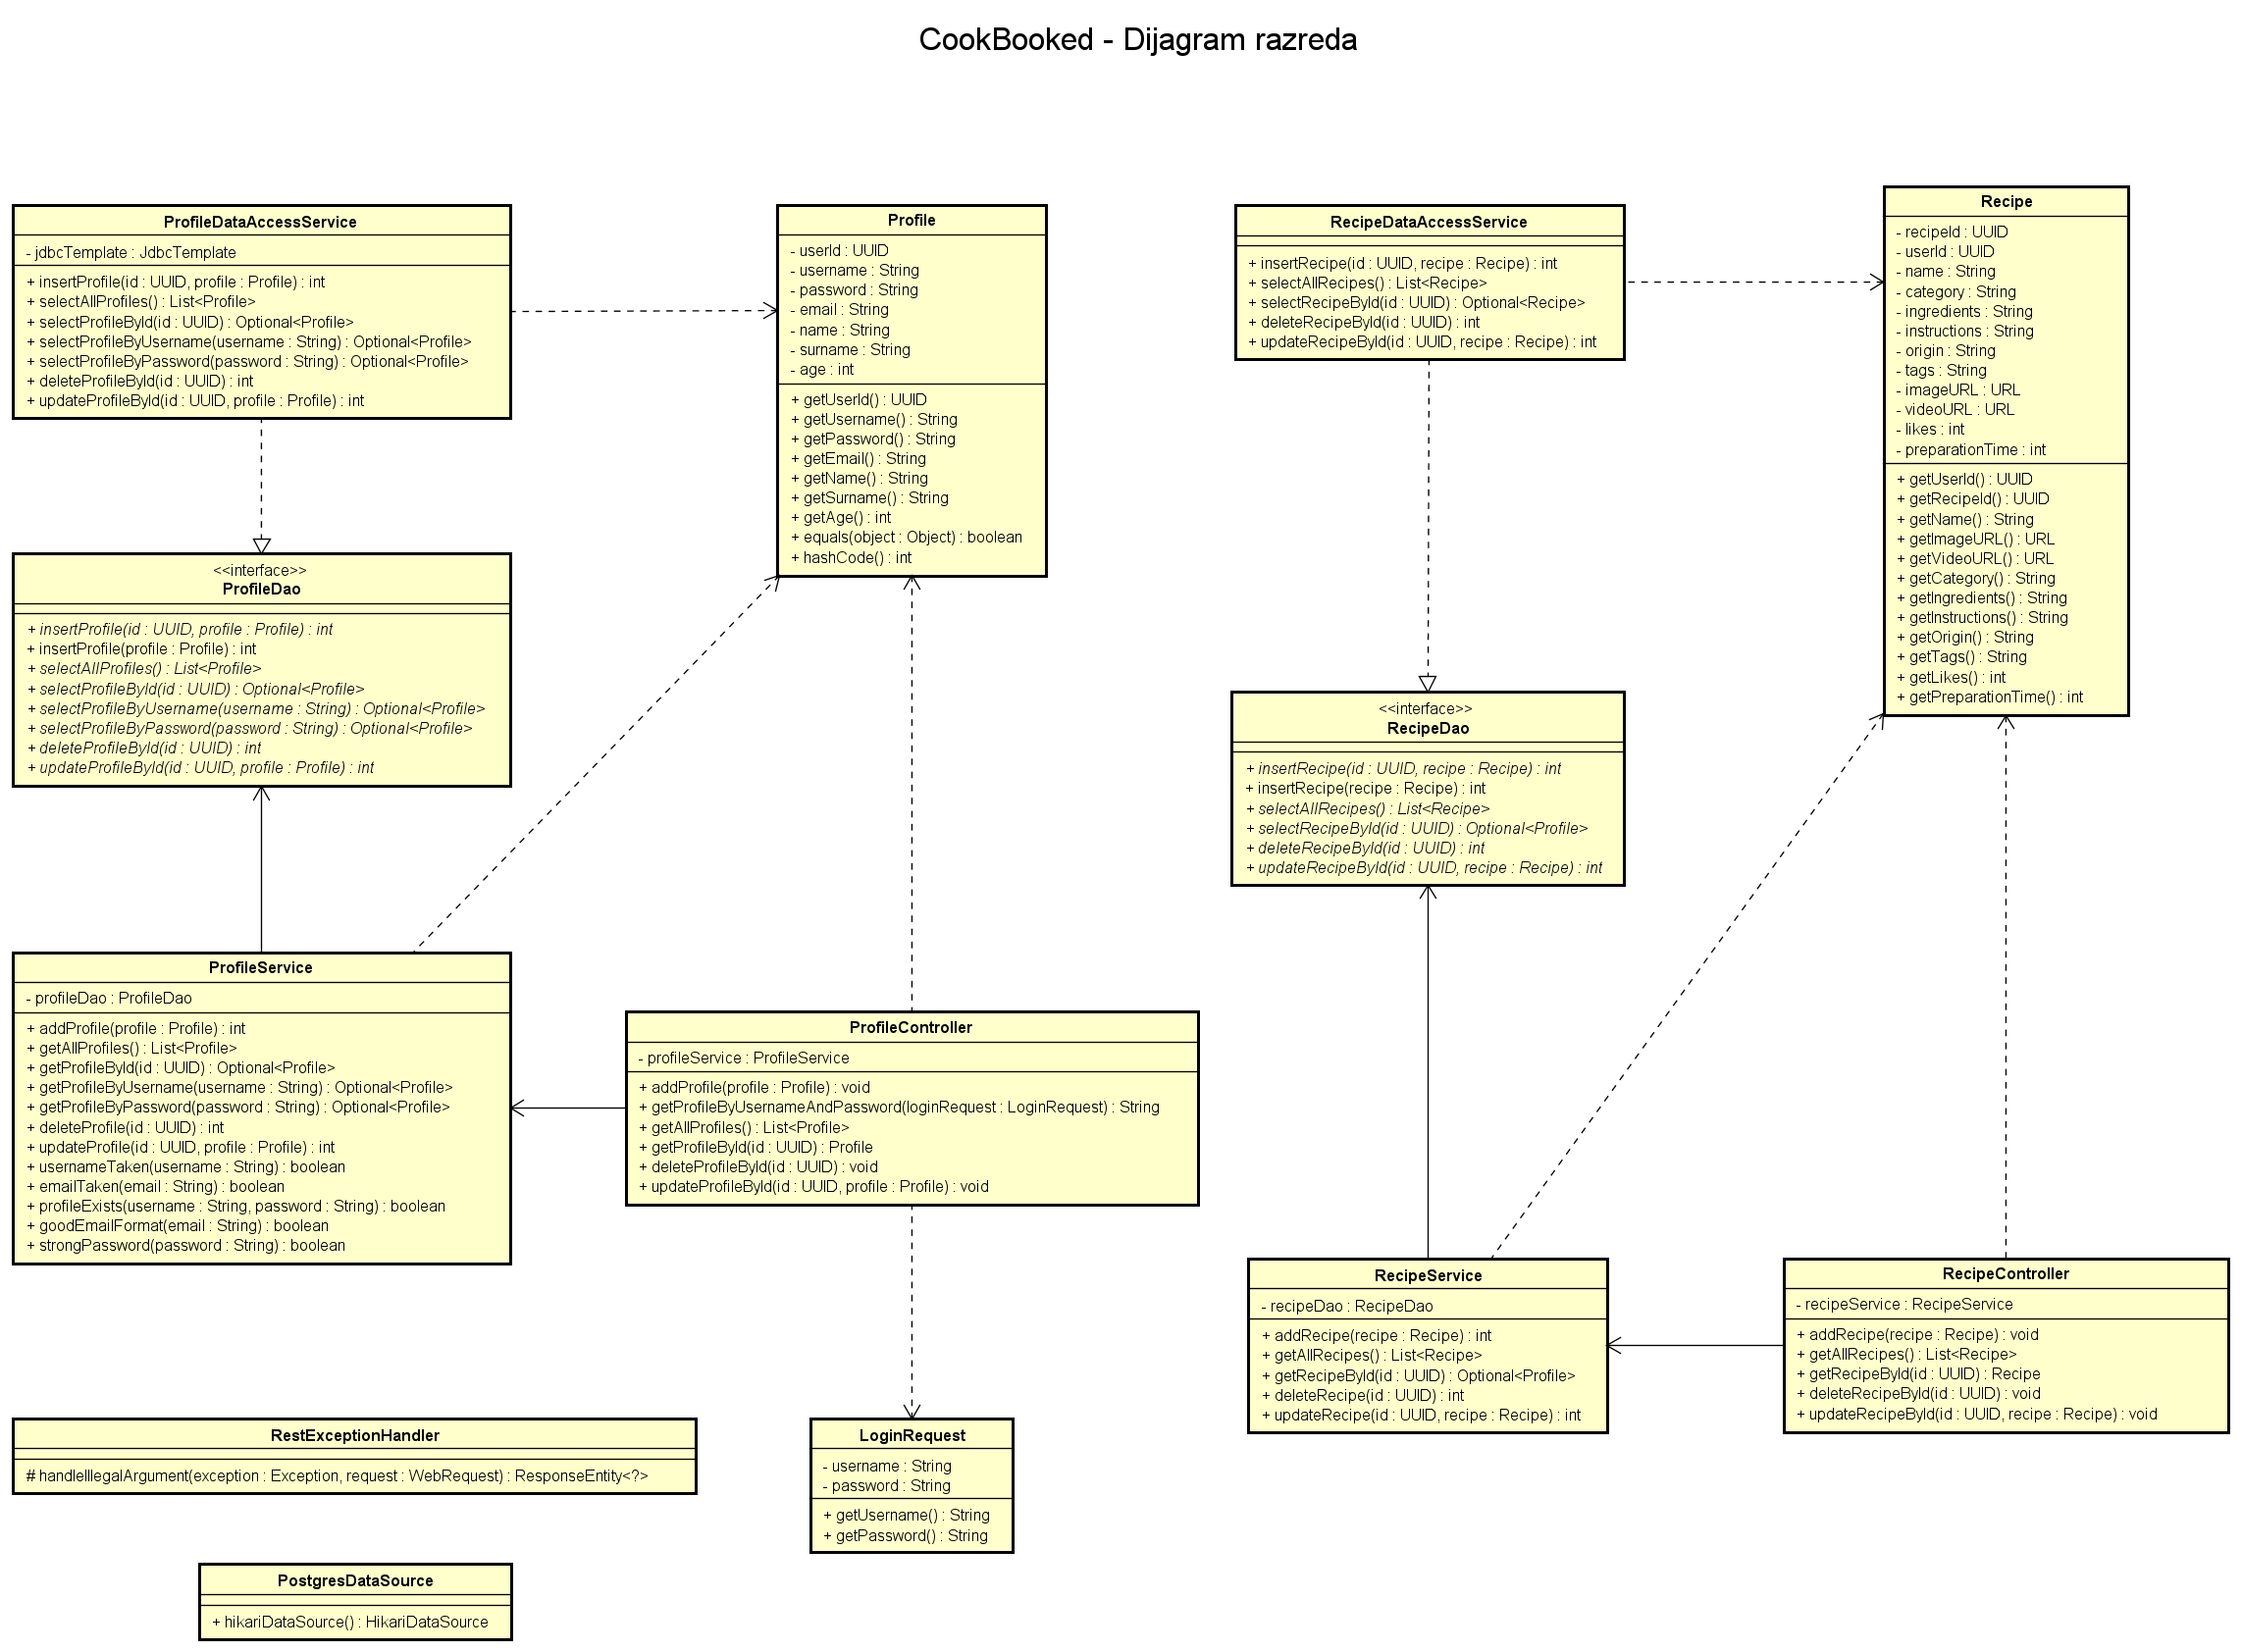 CookBooked - Dijagram razreda
ProfileDataAccessService
- jdbcTemplate : JdbcTemplate
+ insertProfile(id : UUID, profile : Profile) : int
+ selectAllProfiles() : List<Profile>
+ selectProfileById(id : UUID) : Optional<Profile>
+ selectProfileByUsername(username : String) : Optional<Profile>
+ selectProfileByPassword(password : String) : Optional<Profile>
+ deleteProfileById(id : UUID) : int
+ updateProfileById(id : UUID, profile : Profile) : int
Profile
- userId : UUID
- username : String
- password : String
- email : String
- name : String
- surname : String
- age : int
+ getUserId() : UUID
+ getUsername() : String
+ getPassword() : String
+ getEmail() : String
+ getName() : String
+ getSurname() : String
+ getAge() : int
+ equals(object : Object) : boolean
+ hashCode() : int
RecipeDataAccessService
+ insertRecipe(id : UUID, recipe : Recipe) : int
+ selectAllRecipes() : List<Recipe>
+ selectRecipeById(id : UUID) : Optional<Recipe>
+ deleteRecipeById(id : UUID) : int
+ updateRecipeById(id : UUID, recipe : Recipe) : int
Recipe
- recipeId : UUID
- userId : UUID
- name : String
- category : String
- ingredients : String
- instructions : String
- origin : String
- tags : String
- imageURL : URL
- videoURL : URL
- likes : int
- preparationTime : int
+ getUserId() : UUID
+ getRecipeId() : UUID
+ getName() : String
+ getImageURL() : URL
+ getVideoURL() : URL
+ getCategory() : String
+ getIngredients() : String
+ getInstructions() : String
+ getOrigin() : String
+ getTags() : String
+ getLikes() : int
+ getPreparationTime() : int
<<interface>>
ProfileDao
+ insertProfile(id : UUID, profile : Profile) : int
+ insertProfile(profile : Profile) : int
+ selectAllProfiles() : List<Profile>
+ selectProfileById(id : UUID) : Optional<Profile>
+ selectProfileByUsername(username : String) : Optional<Profile>
+ selectProfileByPassword(password : String) : Optional<Profile>
+ deleteProfileById(id : UUID) : int
+ updateProfileById(id : UUID, profile : Profile) : int
<<interface>>
RecipeDao
+ insertRecipe(id : UUID, recipe : Recipe) : int
+ insertRecipe(recipe : Recipe) : int
+ selectAllRecipes() : List<Recipe>
+ selectRecipeById(id : UUID) : Optional<Profile>
+ deleteRecipeById(id : UUID) : int
+ updateRecipeById(id : UUID, recipe : Recipe) : int
ProfileService
- profileDao : ProfileDao
+ addProfile(profile : Profile) : int
+ getAllProfiles() : List<Profile>
+ getProfileById(id : UUID) : Optional<Profile>
+ getProfileByUsername(username : String) : Optional<Profile>
+ getProfileByPassword(password : String) : Optional<Profile>
+ deleteProfile(id : UUID) : int
+ updateProfile(id : UUID, profile : Profile) : int
+ usernameTaken(username : String) : boolean
+ emailTaken(email : String) : boolean
+ profileExists(username : String, password : String) : boolean
+ goodEmailFormat(email : String) : boolean
+ strongPassword(password : String) : boolean
ProfileController
- profileService : ProfileService
+ addProfile(profile : Profile) : void
+ getProfileByUsernameAndPassword(loginRequest : LoginRequest) : String
+ getAllProfiles() : List<Profile>
+ getProfileById(id : UUID) : Profile
+ deleteProfileById(id : UUID) : void
+ updateProfileById(id : UUID, profile : Profile) : void
RecipeService
- recipeDao : RecipeDao
+ addRecipe(recipe : Recipe) : int
+ getAllRecipes() : List<Recipe>
+ getRecipeById(id : UUID) : Optional<Profile>
+ deleteRecipe(id : UUID) : int
+ updateRecipe(id : UUID, recipe : Recipe) : int
RecipeController
- recipeService : RecipeService
+ addRecipe(recipe : Recipe) : void
+ getAllRecipes() : List<Recipe>
+ getRecipeById(id : UUID) : Recipe
+ deleteRecipeById(id : UUID) : void
+ updateRecipeById(id : UUID, recipe : Recipe) : void
RestExceptionHandler
# handleIllegalArgument(exception : Exception, request : WebRequest) : ResponseEntity<?>
LoginRequest
- username : String
- password : String
+ getUsername() : String
+ getPassword() : String
PostgresDataSource
+ hikariDataSource() : HikariDataSource